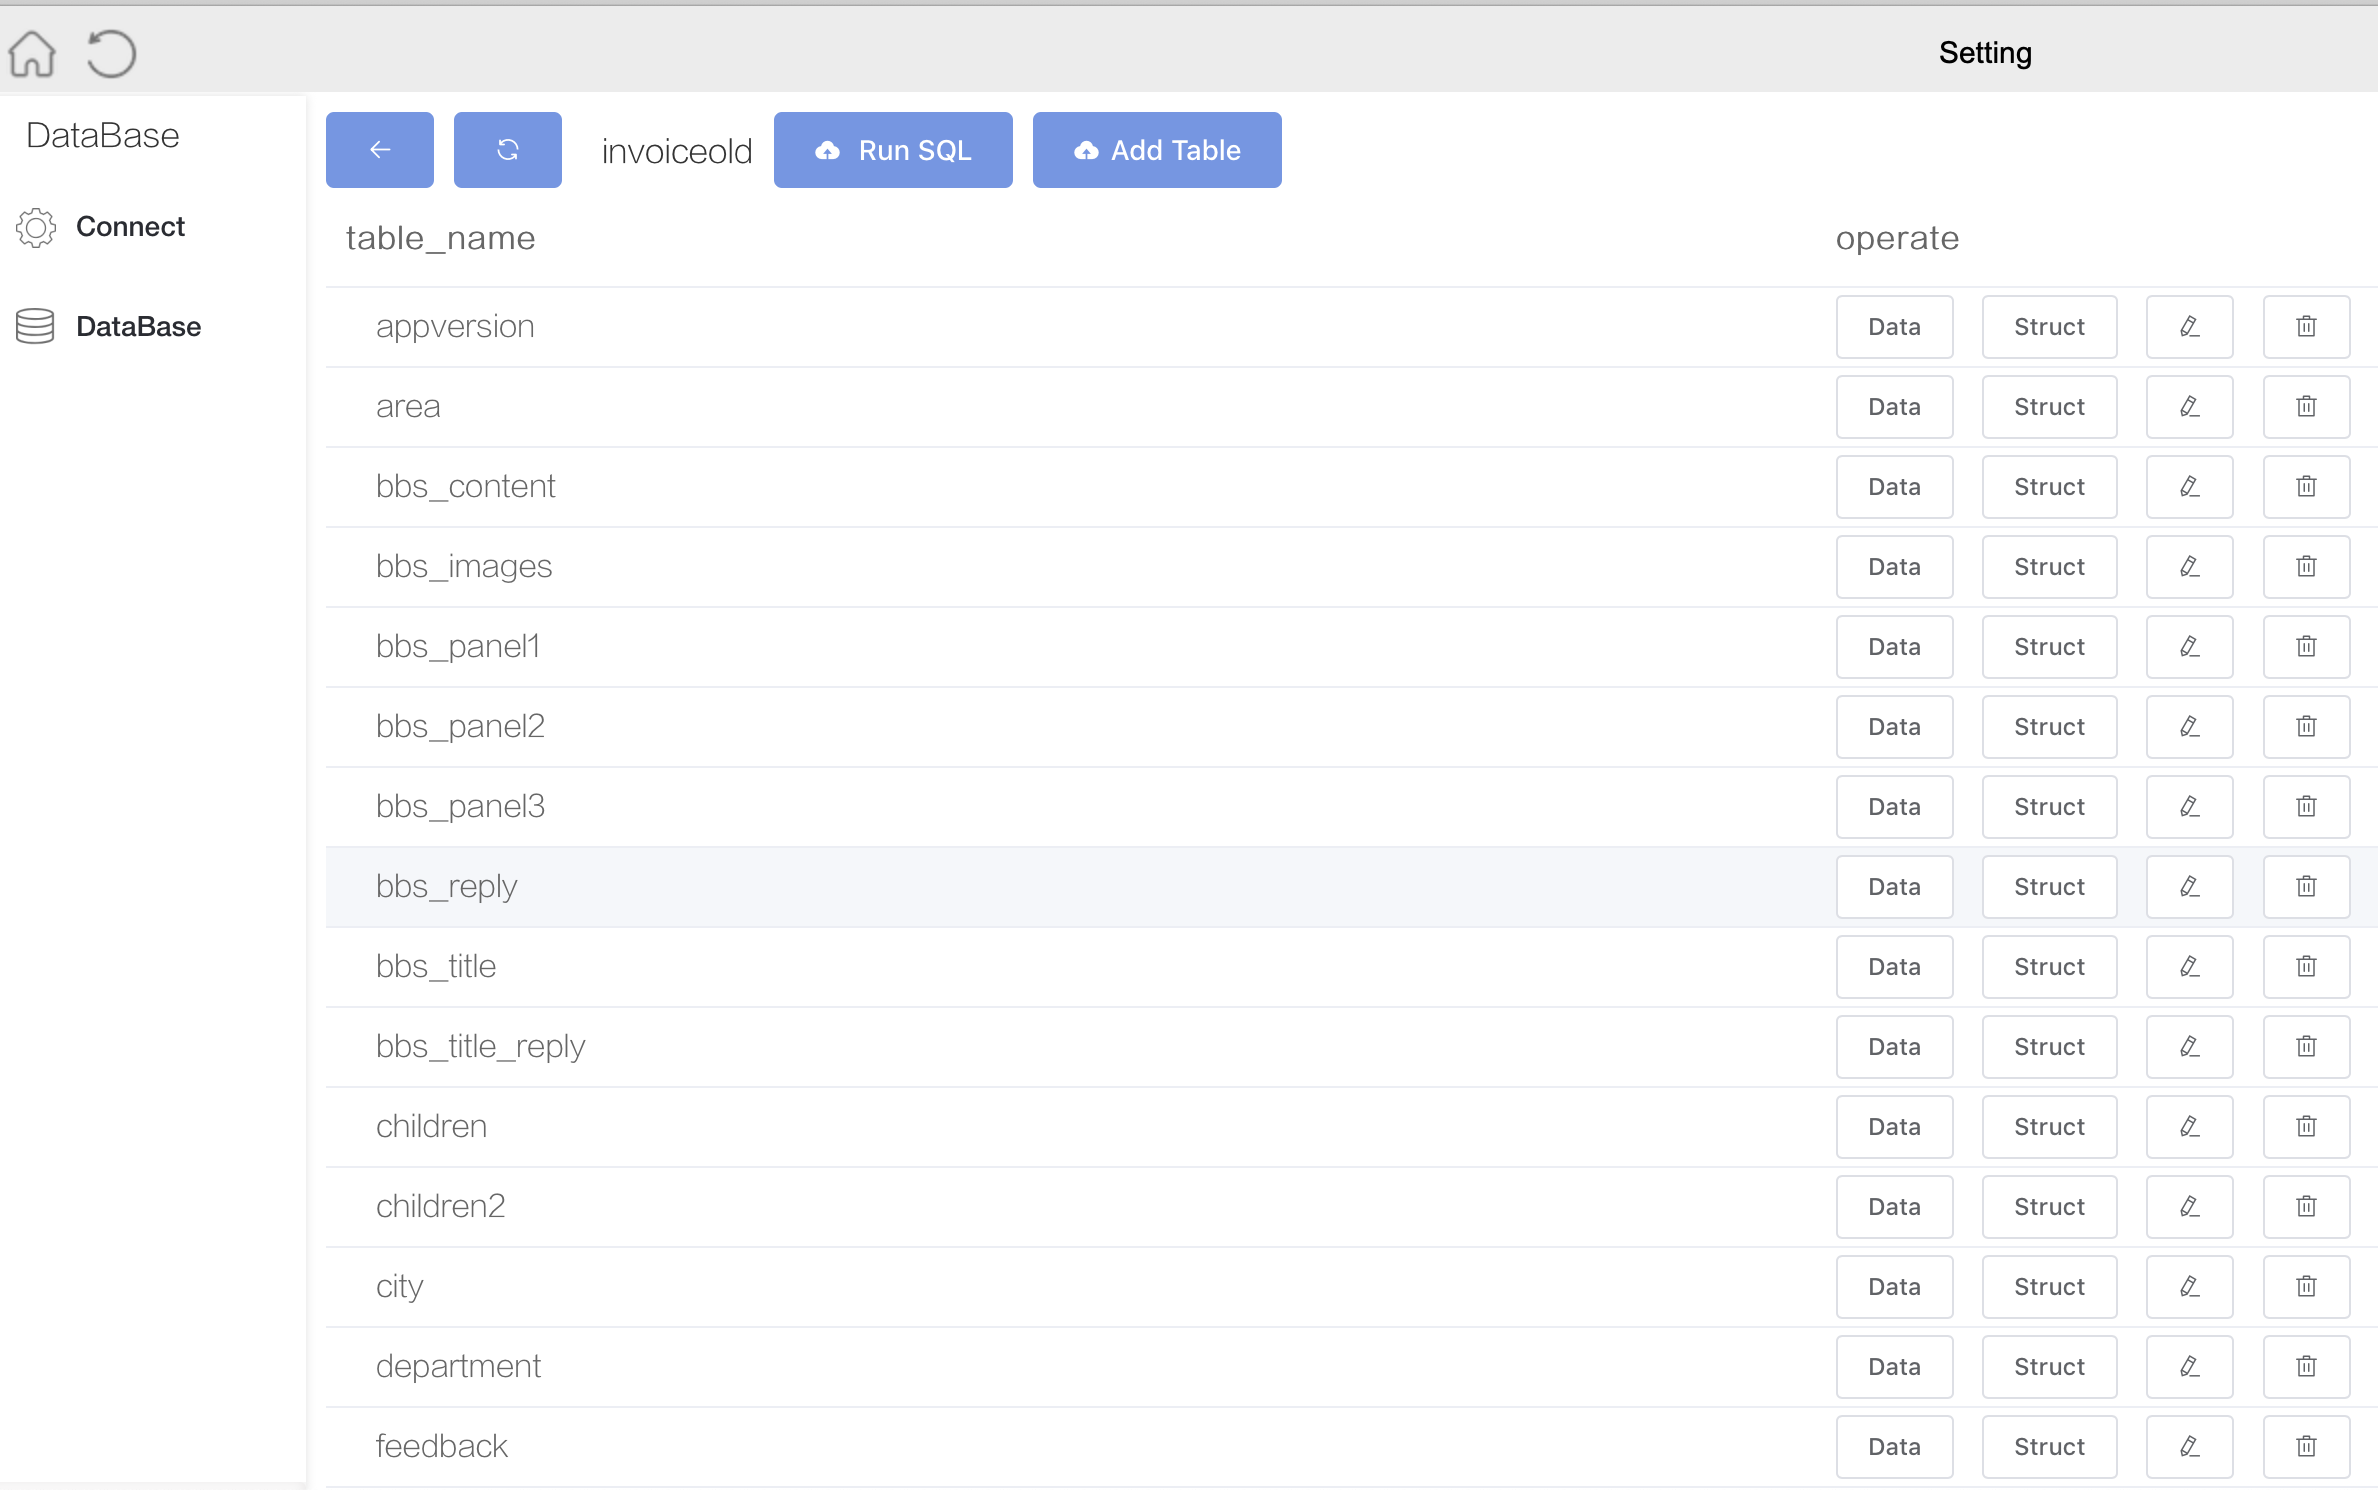 Setting
DataBase
Connect
DataBase
invoiceold Run SQL Add Table
table_name operate
appversion Data Struct
area Data Struct
bbs_content Data Struct
bbs_images Data Struct
bbs_panel1 Data Struct
bbs_panel2 Data Struct
bbs_panel3 Data Struct
bbs_reply Data Struct
bbs_title Data Struct
bbs_title_reply Data Struct
children Data Struct
children2 Data Struct
city Data Struct
department Data Struct
feedback Data Struct